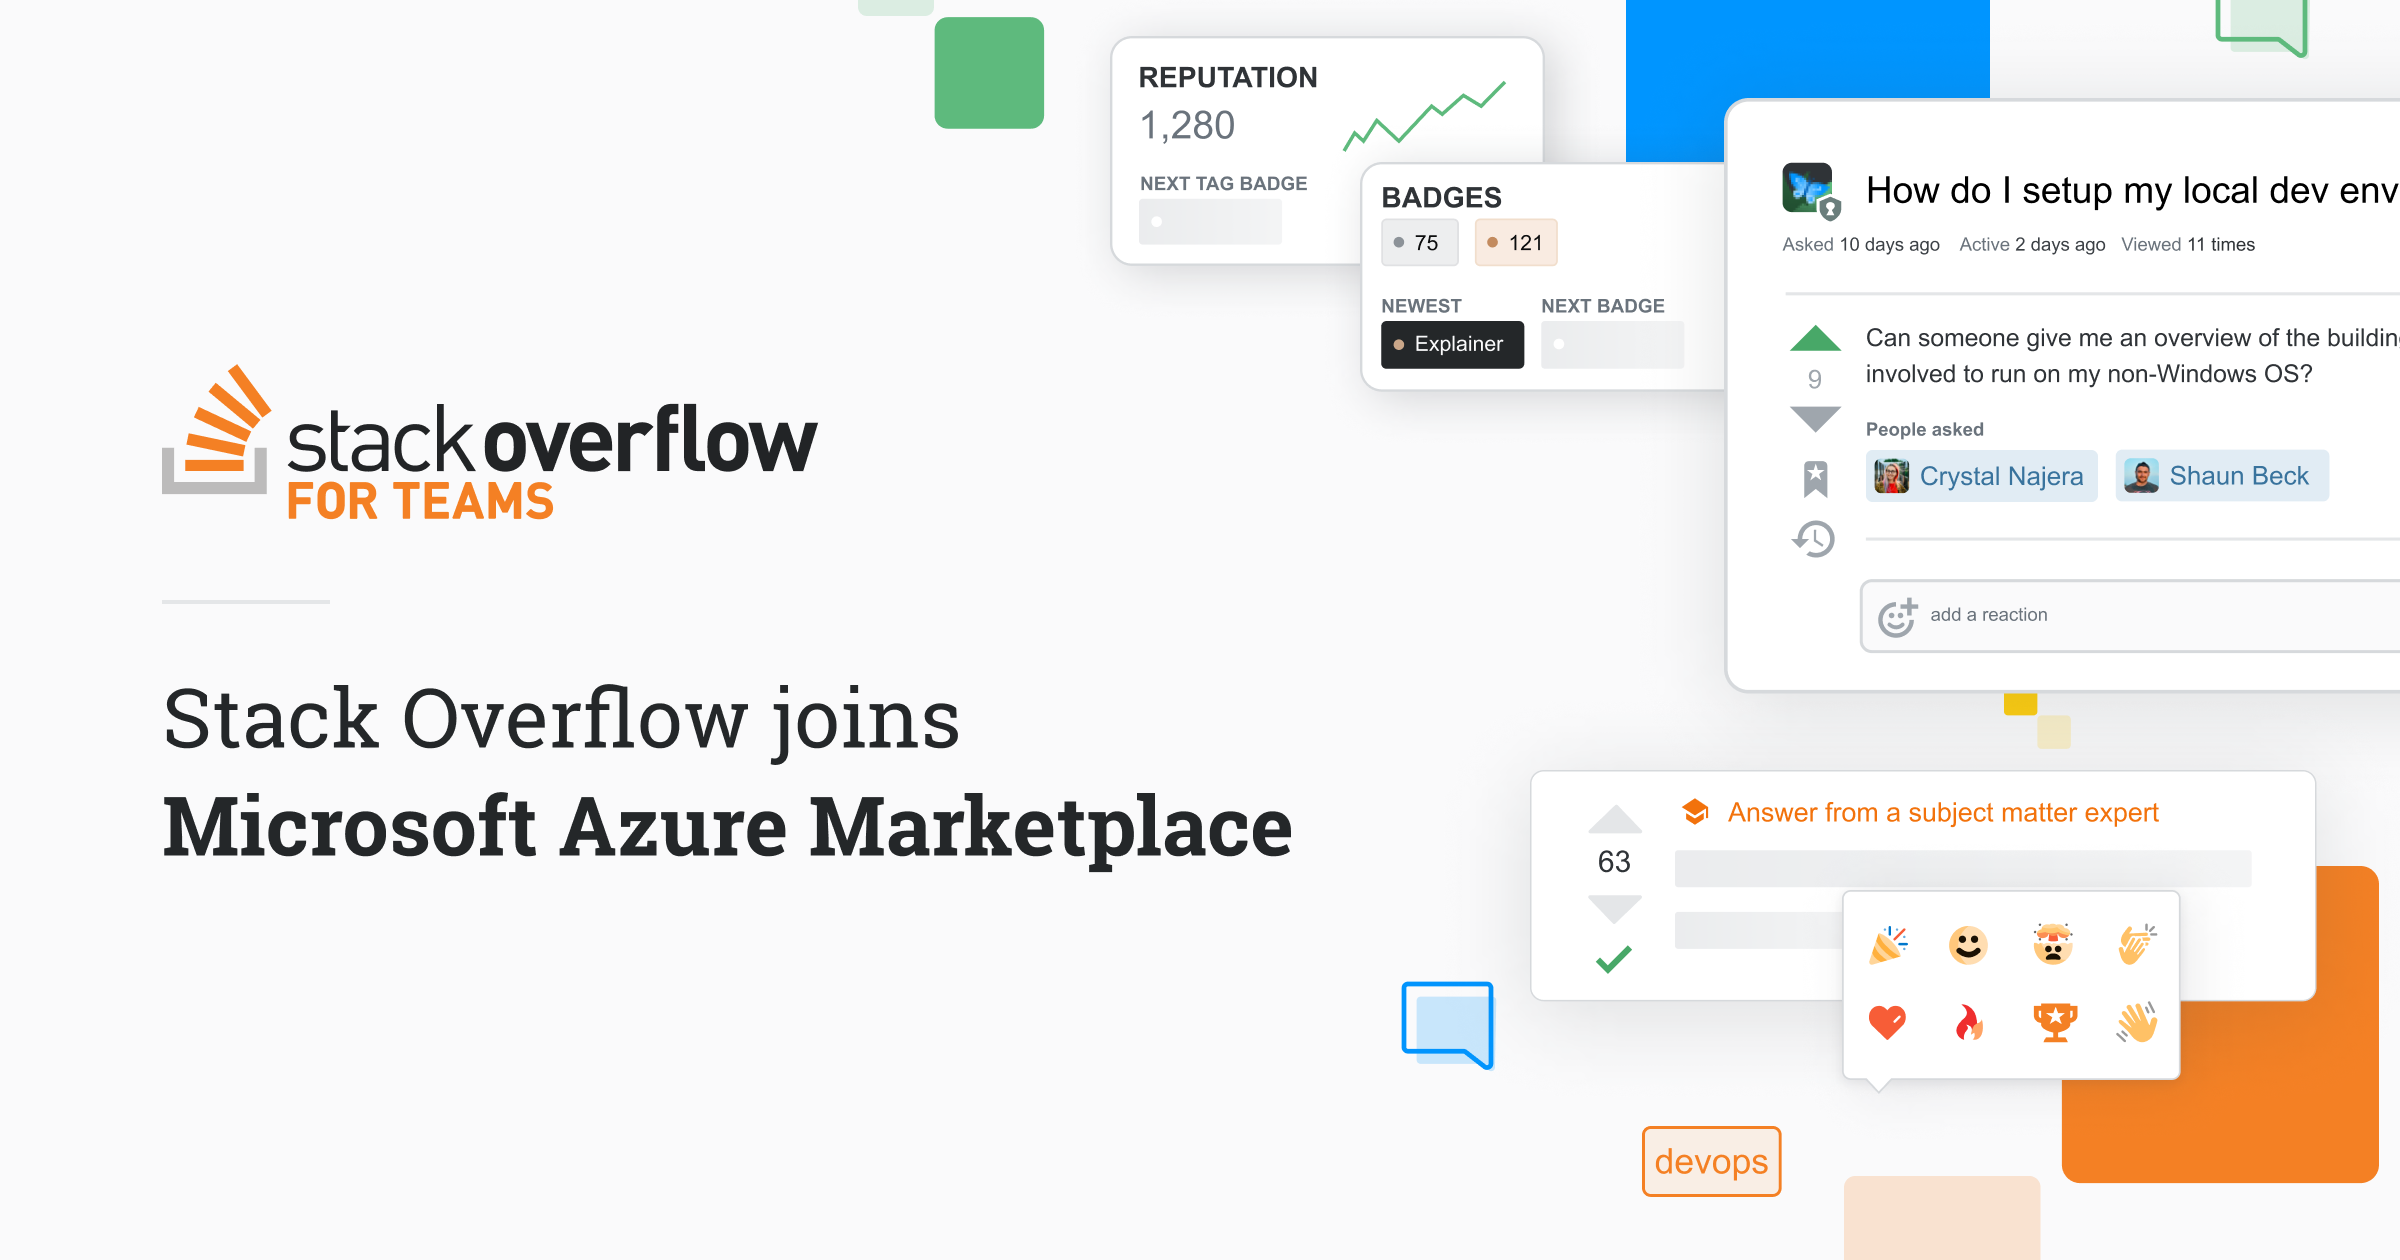 stackoverflow
FOR TEAMS
Stack Overflow joins
Microsoft Azure Marketplace
REPUTATION
1,280
NEXT TAG BADGE
BADGES
75
121
NEWEST
NEXT BADGE
Explainer
How do I setup my local dev env
Asked 10 days ago Active 2 days ago Viewed 11 times
Can someone give me an overview of the buildin
involved to run on my non-Windows OS?
9
People asked
Crystal Najera
Shaun Beck
add a reaction
Answer from a subject matter expert
63
devops